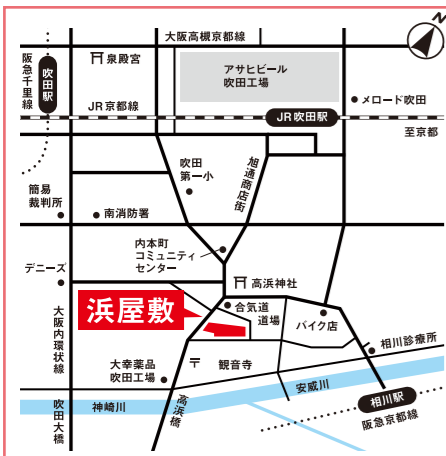 N
大阪高槻京都線
泉殿宮
阪急千里線
吹田駅
アサヒビール
吹田工場
メロード吹田
JR京都線
JR吹田駅
至京都
吹田
第一小
旭通商店街
簡易
裁判所
南消防署
内本町
コミュニティ
センター
デニーズ
高浜神社
浜屋敷
合気道
道場
バイク店
大阪内環状線
相川診療所
大幸薬品
吹田工場
〒
観音寺
安威川
相川駅
神崎川
高浜橋
吹田大橋
阪急京都線